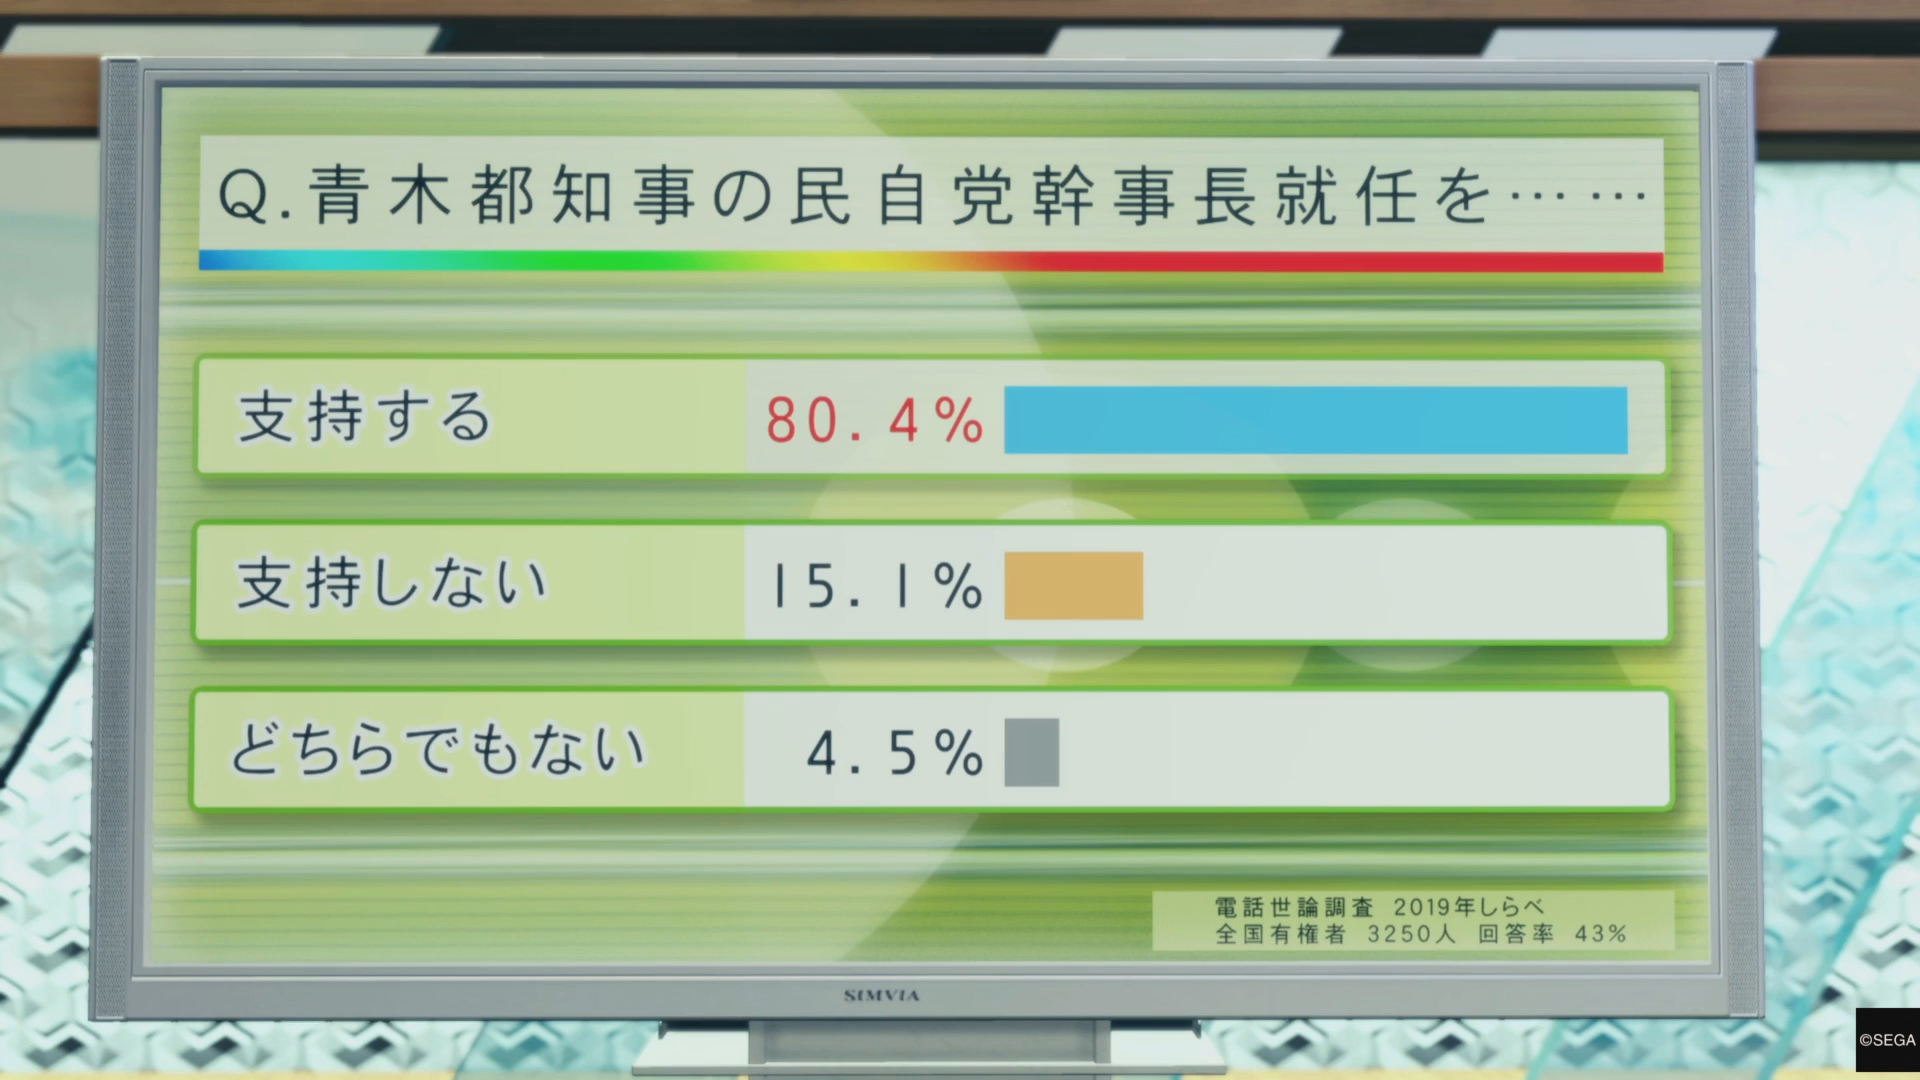 Q.青木都知事の民自党幹事長就任を……
支持する 80.4%
支持しない 15.1%
どちらでもない 4.5%
電話世論調査 2019年しらべ
全国有権者 3250人 回答率 43%
SIMVIA
©SEGA